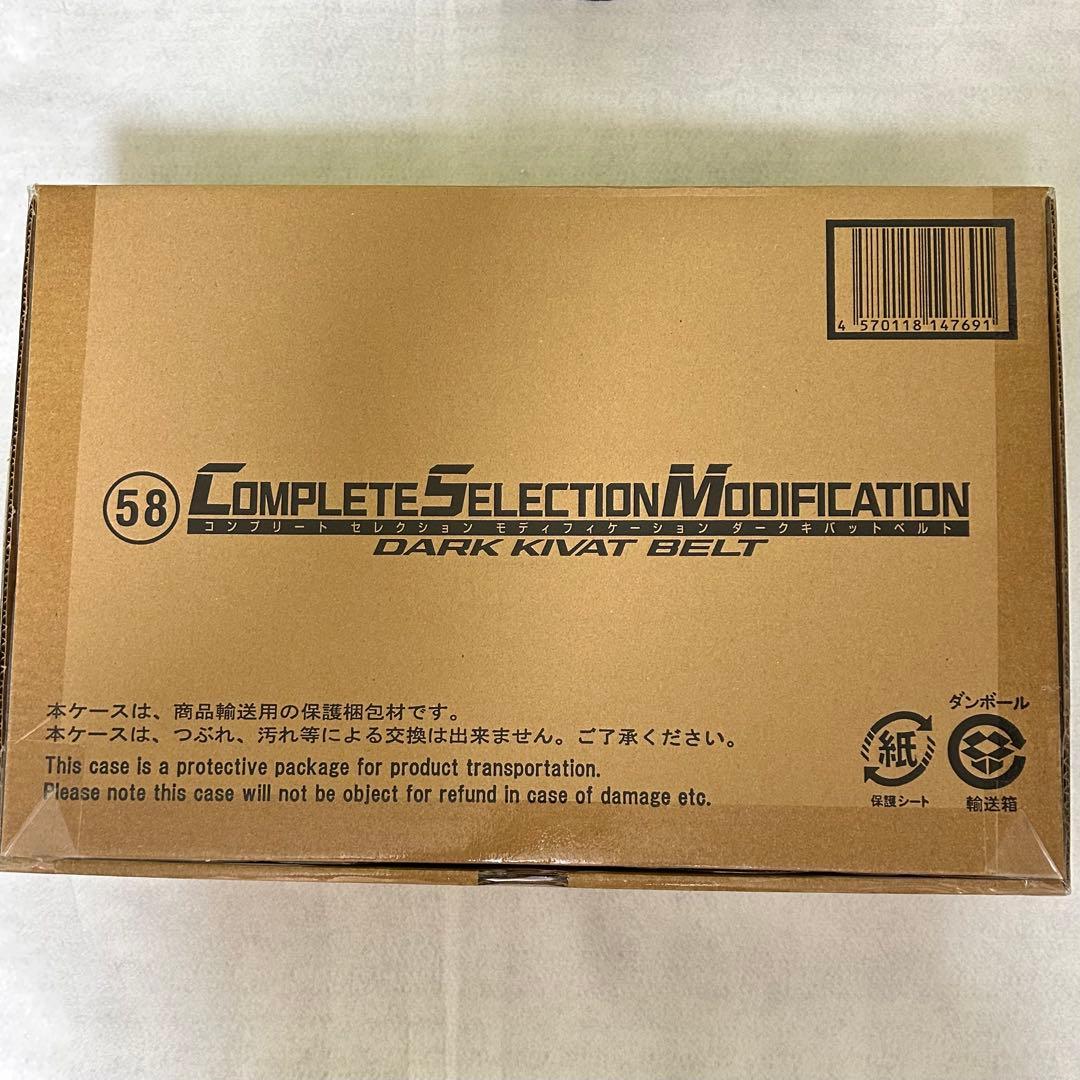 4 570118 147691
58 COMPLETE SELECTION MODIFICATION
コンプリート セレクション モディフィケーション ダークキバットベルト
DARK KIVAT BELT
本ケースは、商品輸送用の保護梱包材です。
本ケースは、つぶれ、汚れ等による交換は出来ません。ご了承ください。
This case is a protective package for product transportation.
Please note this case will not be object for refund in case of damage etc.
紙
保護シート
ダンボール
輸送箱